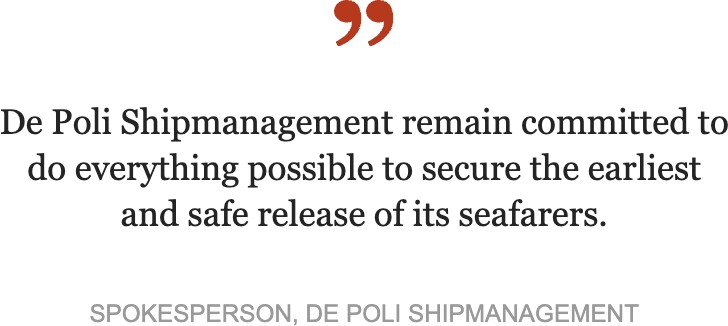 ”
De Poli Shipmanagement remain committed to
do everything possible to secure the earliest
and safe release of its seafarers.
SPOKESPERSON, DE POLI SHIPMANAGEMENT